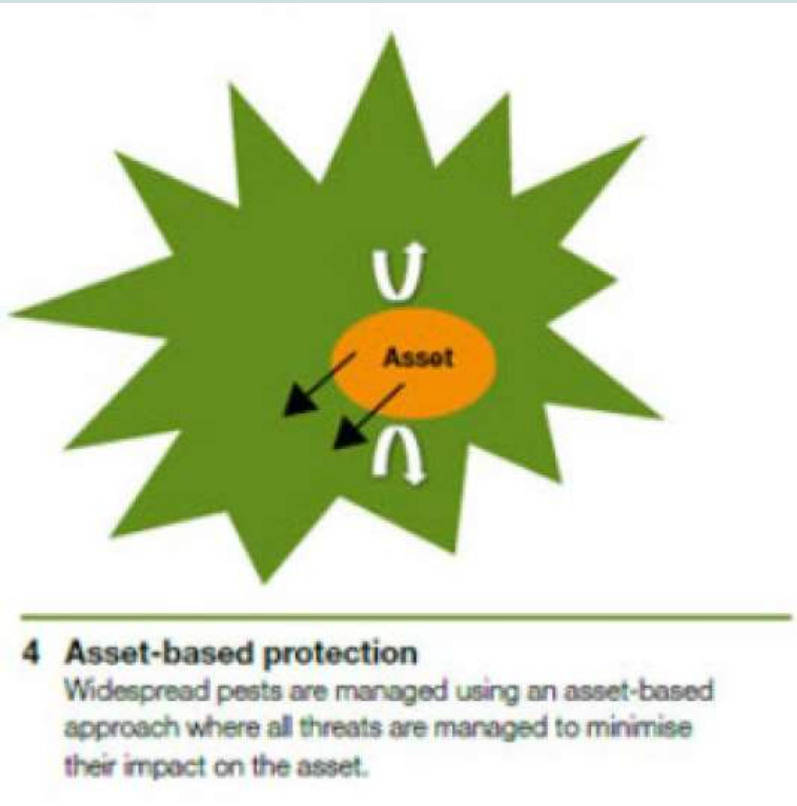 Asset
4 Asset-based protection
Widespread pests are managed using an asset-based
approach where all threats are managed to minimise
their impact on the asset.